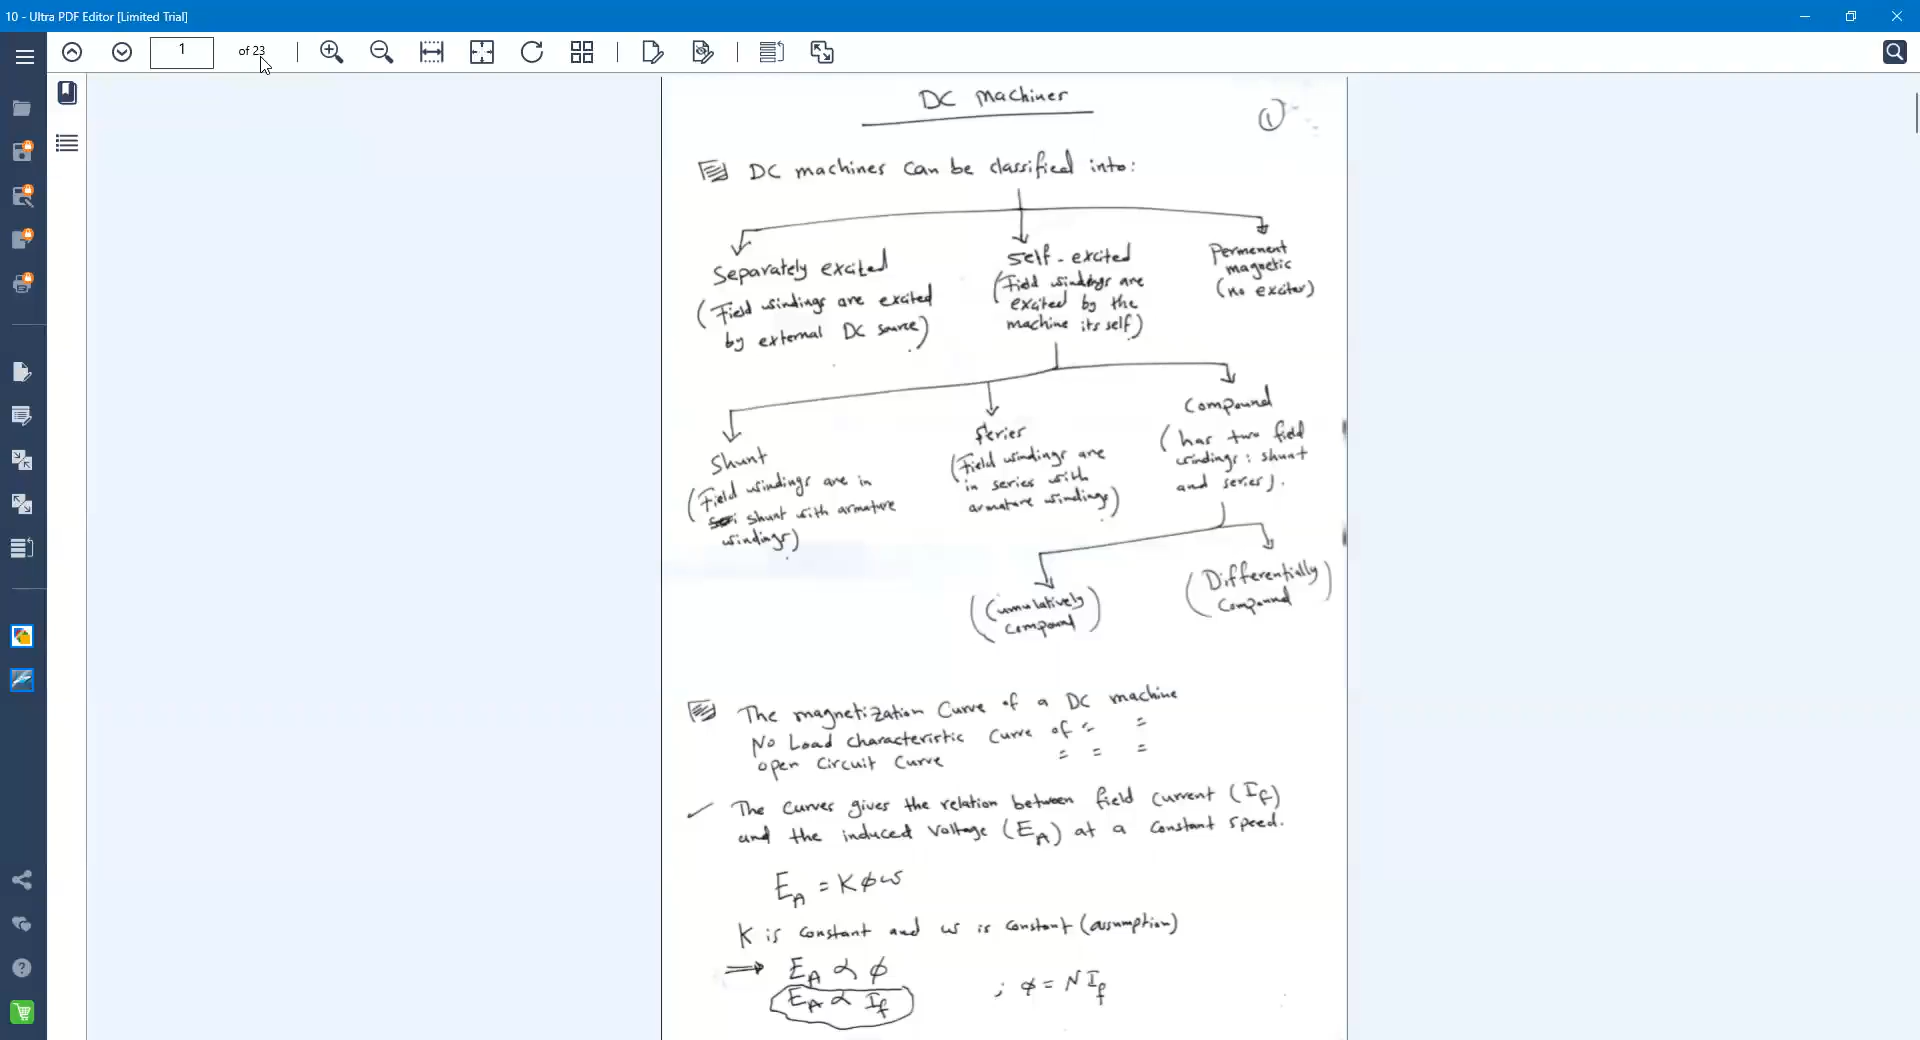 10 - Ultra PDF Editor [Limited Trial]
1 of 23
DC machines
1
DC machines can be classified into:
Separately excited
(Field windings are excited
by external DC source)
self-excited
(Field windings are
excited by the
machine its self)
Permenent
magnetic
(no exciter)
Shunt
(Field windings are in
shunt with armature
windings)
Series
(Field windings are
in series with
armature windings)
Compound
(has two field
windings: shunt
and series).
(Cumulatively
compound)
(Differentially
compound)
The magnetization Curve of a DC machine
No Load characteristic Curve of = =
open Circuit Curve = = =
The curves gives the relation between field current (If)
and the induced voltage (EA) at a constant speed.
EA = K φ ω
K is constant and ω is constant (assumption)
⇒ EA ∝ φ
EA ∝ If ; φ = N If